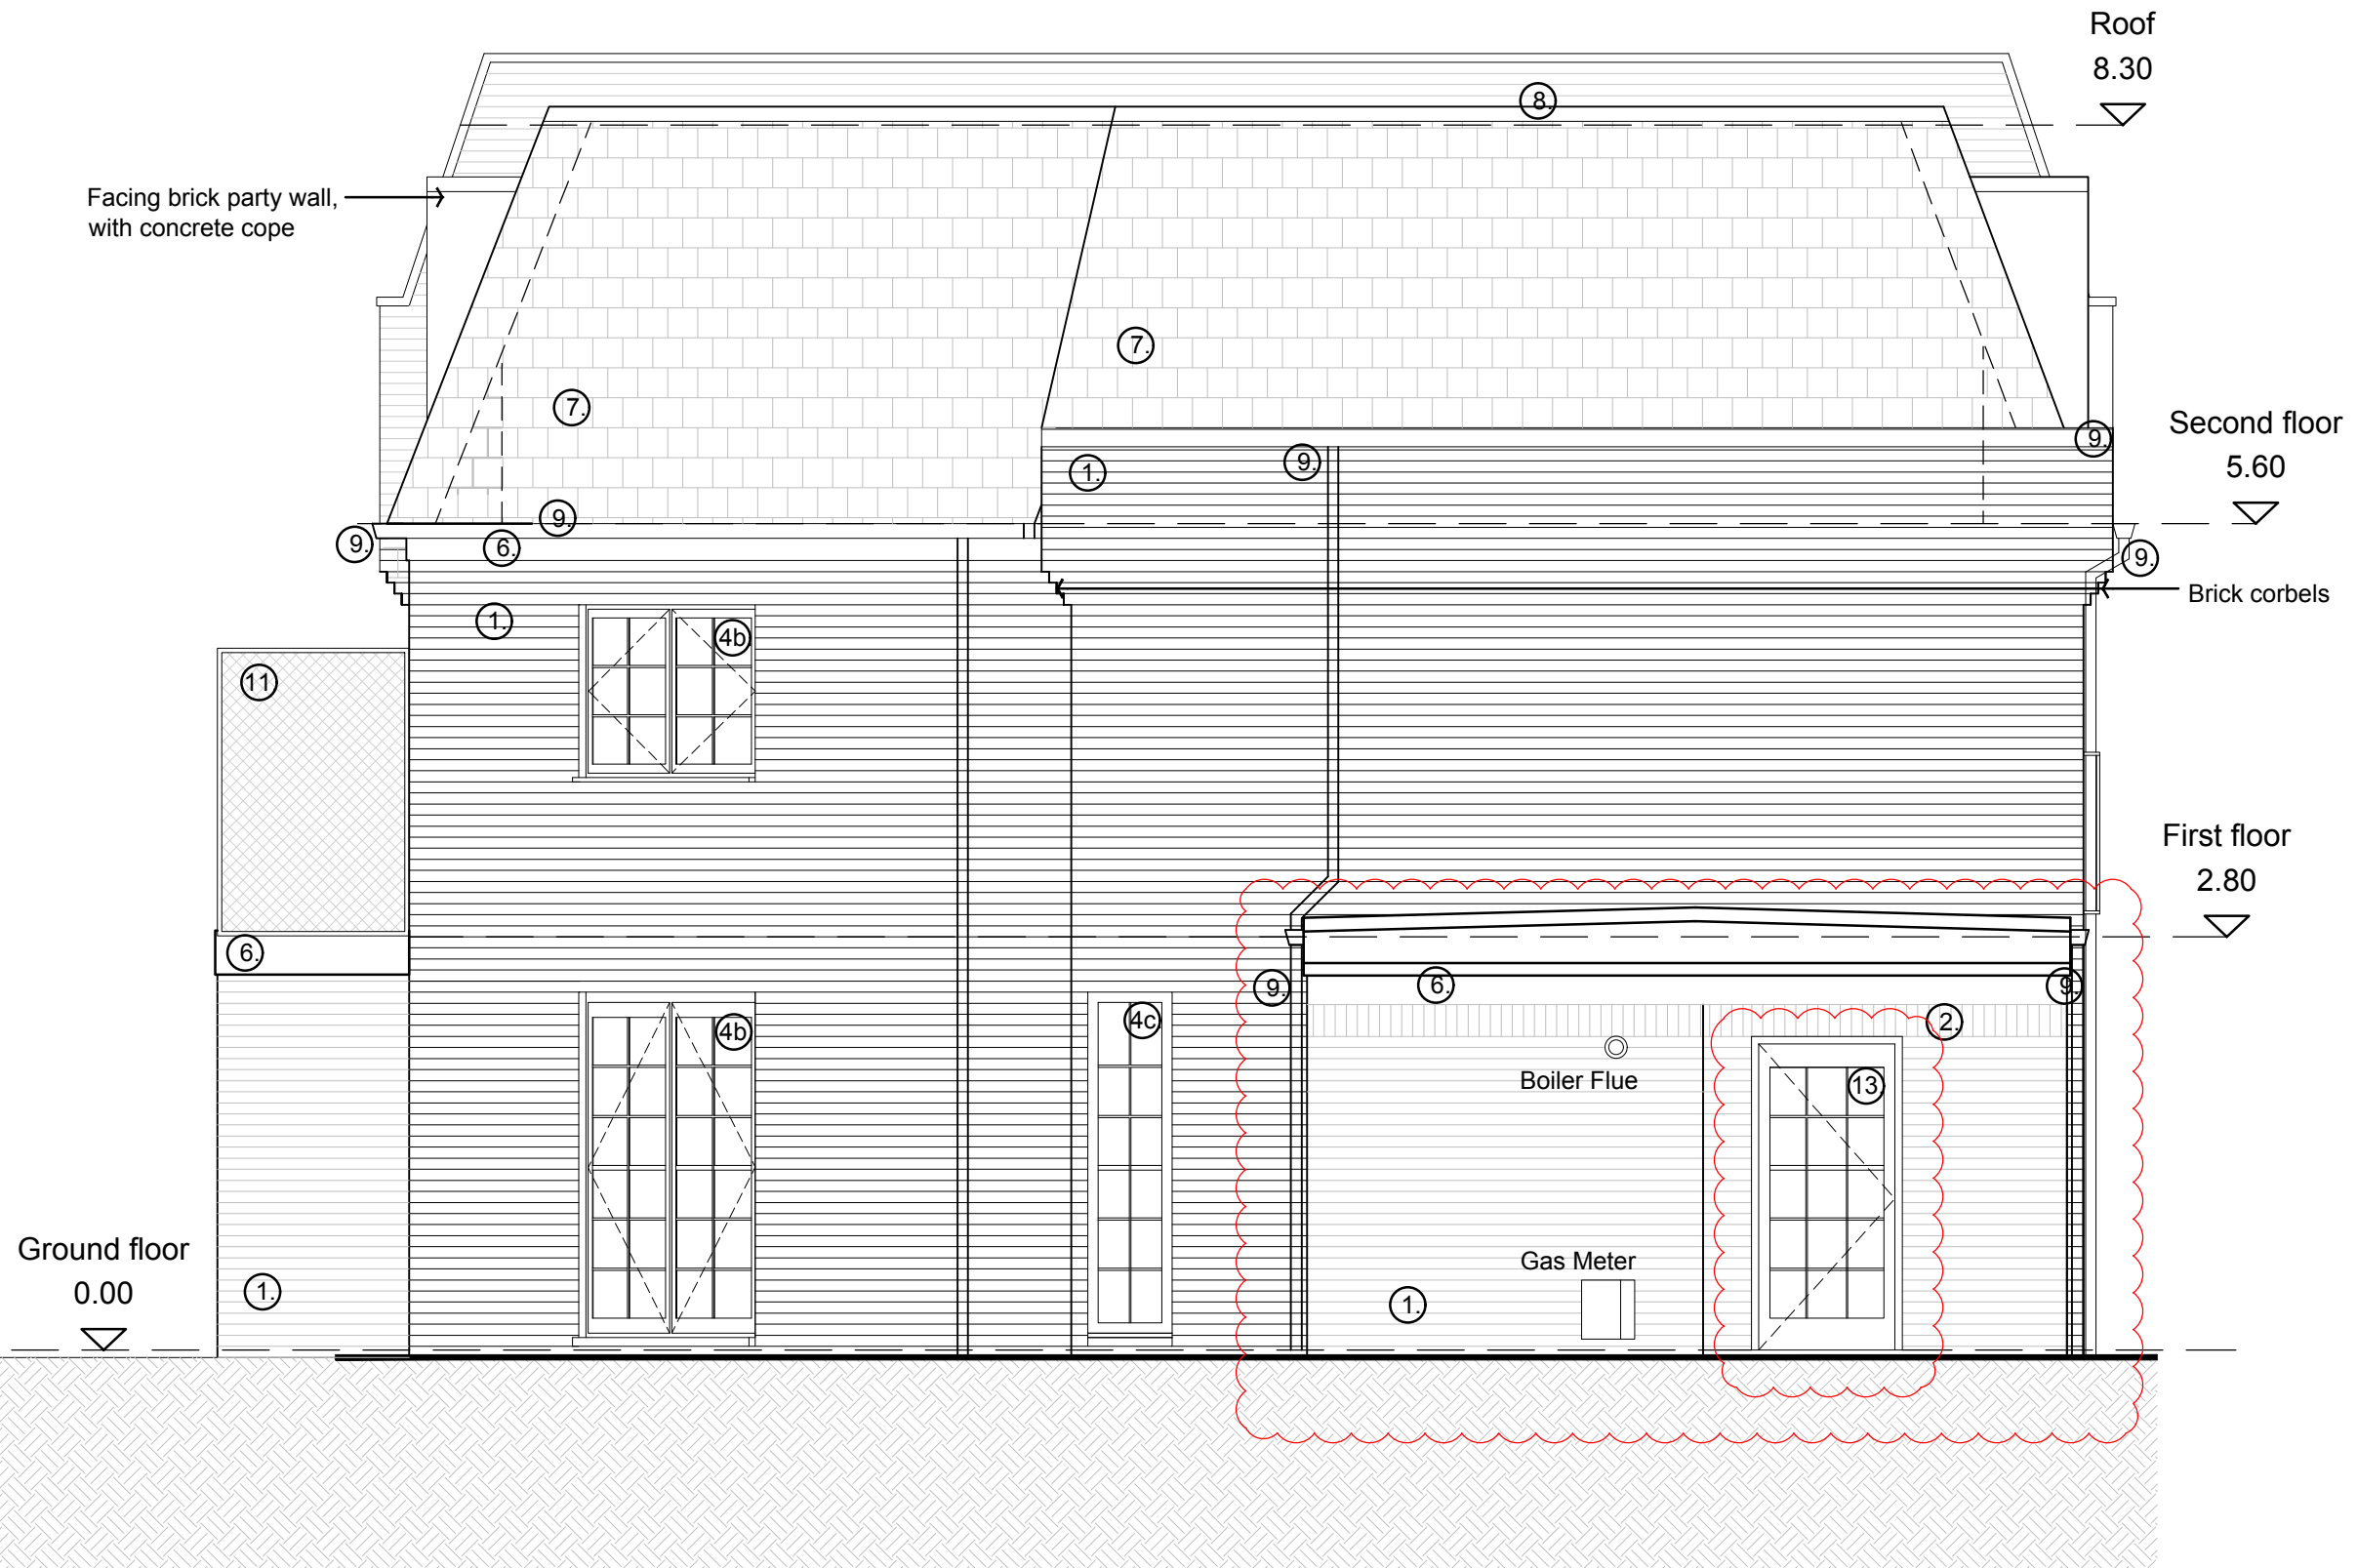 Roof
8.30
8.
Facing brick party wall,
with concrete cope
7.
7.
Second floor
5.60
9.
9.
1.
9.
9.
6.
9.
Brick corbels
1.
4b.
11
First floor
2.80
6.
9.
6.
9.
4b.
4c.
2.
Boiler Flue
13.
Ground floor
0.00
Gas Meter
1.
1.